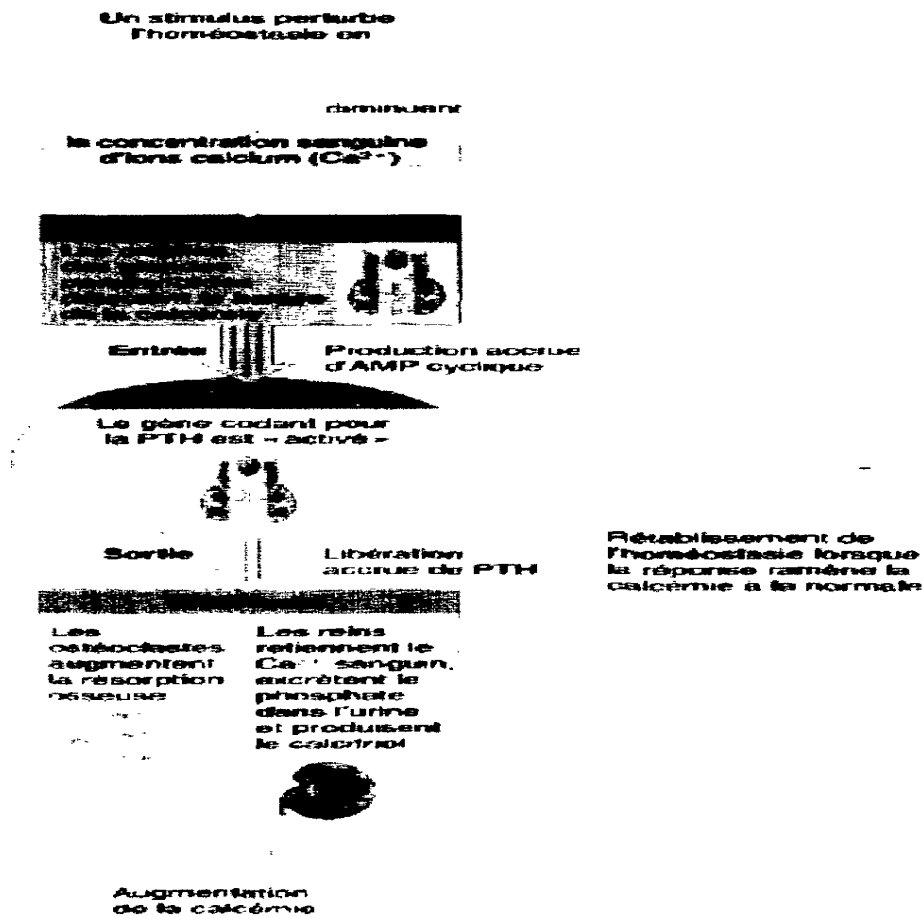 Un stimulus perturbe
l'homéostasie en
diminuant
la concentration sanguine
d'ions calcium (Ca²⁺)
Entrée
Production accrue
d'AMP cyclique
Le gène codant pour
la PTH est « activé »
Sortie
Libération
accrue de PTH
Rétablissement de
l'homéostasie lorsque
la réponse ramène la
calcémie à la normale
Les
ostéoclastes
augmentent
la résorption
osseuse
Les reins
retiennent le
Ca²⁺ sanguin,
excrètent le
phosphate
dans l'urine
et produisent
le calcitriol
Augmentation
de la calcémie